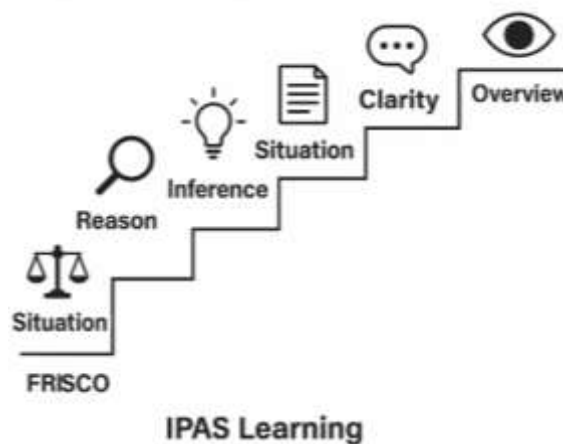 Overview
Clarity
Situation
Inference
Reason
Situation
FRISCO
IPAS Learning